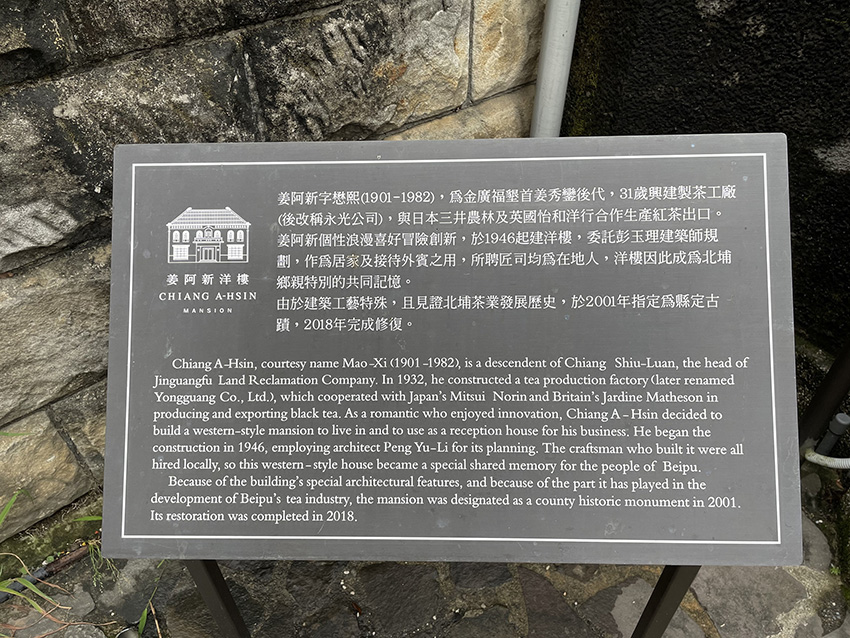 姜阿新洋樓
CHIANG A-HSIN
MANSION
姜阿新字懋熙(1901-1982)，為金廣福墾首姜秀鑾後代，31歲興建製茶工廠
(後改稱永光公司)，與日本三井農林及英國怡和洋行合作生產紅茶出口。
姜阿新個性浪漫喜好冒險創新，於1946起建洋樓，委託彭玉理建築師規
劃，作為居家及接待外賓之用，所聘匠司均為在地人，洋樓因此成為北埔
鄉親特別的共同記憶。
由於建築工藝特殊，且見證北埔茶業發展歷史，於2001年指定為縣定古
蹟，2018年完成修復。
Chiang A-Hsin, courtesy name Mao-Xi (1901-1982), is a descendent of Chiang Shiu-Luan, the head of
Jinguangfu Land Reclamation Company. In 1932, he constructed a tea production factory (later renamed
Yongguang Co., Ltd.), which cooperated with Japan's Mitsui Norin and Britain's Jardine Matheson in
producing and exporting black tea. As a romantic who enjoyed innovation, Chiang A-Hsin decided to
build a western-style mansion to live in and to use as a reception house for his business. He began the
construction in 1946, employing architect Peng Yu-Li for its planning. The craftsman who built it were all
hired locally, so this western-style house became a special shared memory for the people of Beipu.
Because of the building's special architectural features, and because of the part it has played in the
development of Beipu's tea industry, the mansion was designated as a county historic monument in 2001.
Its restoration was completed in 2018.